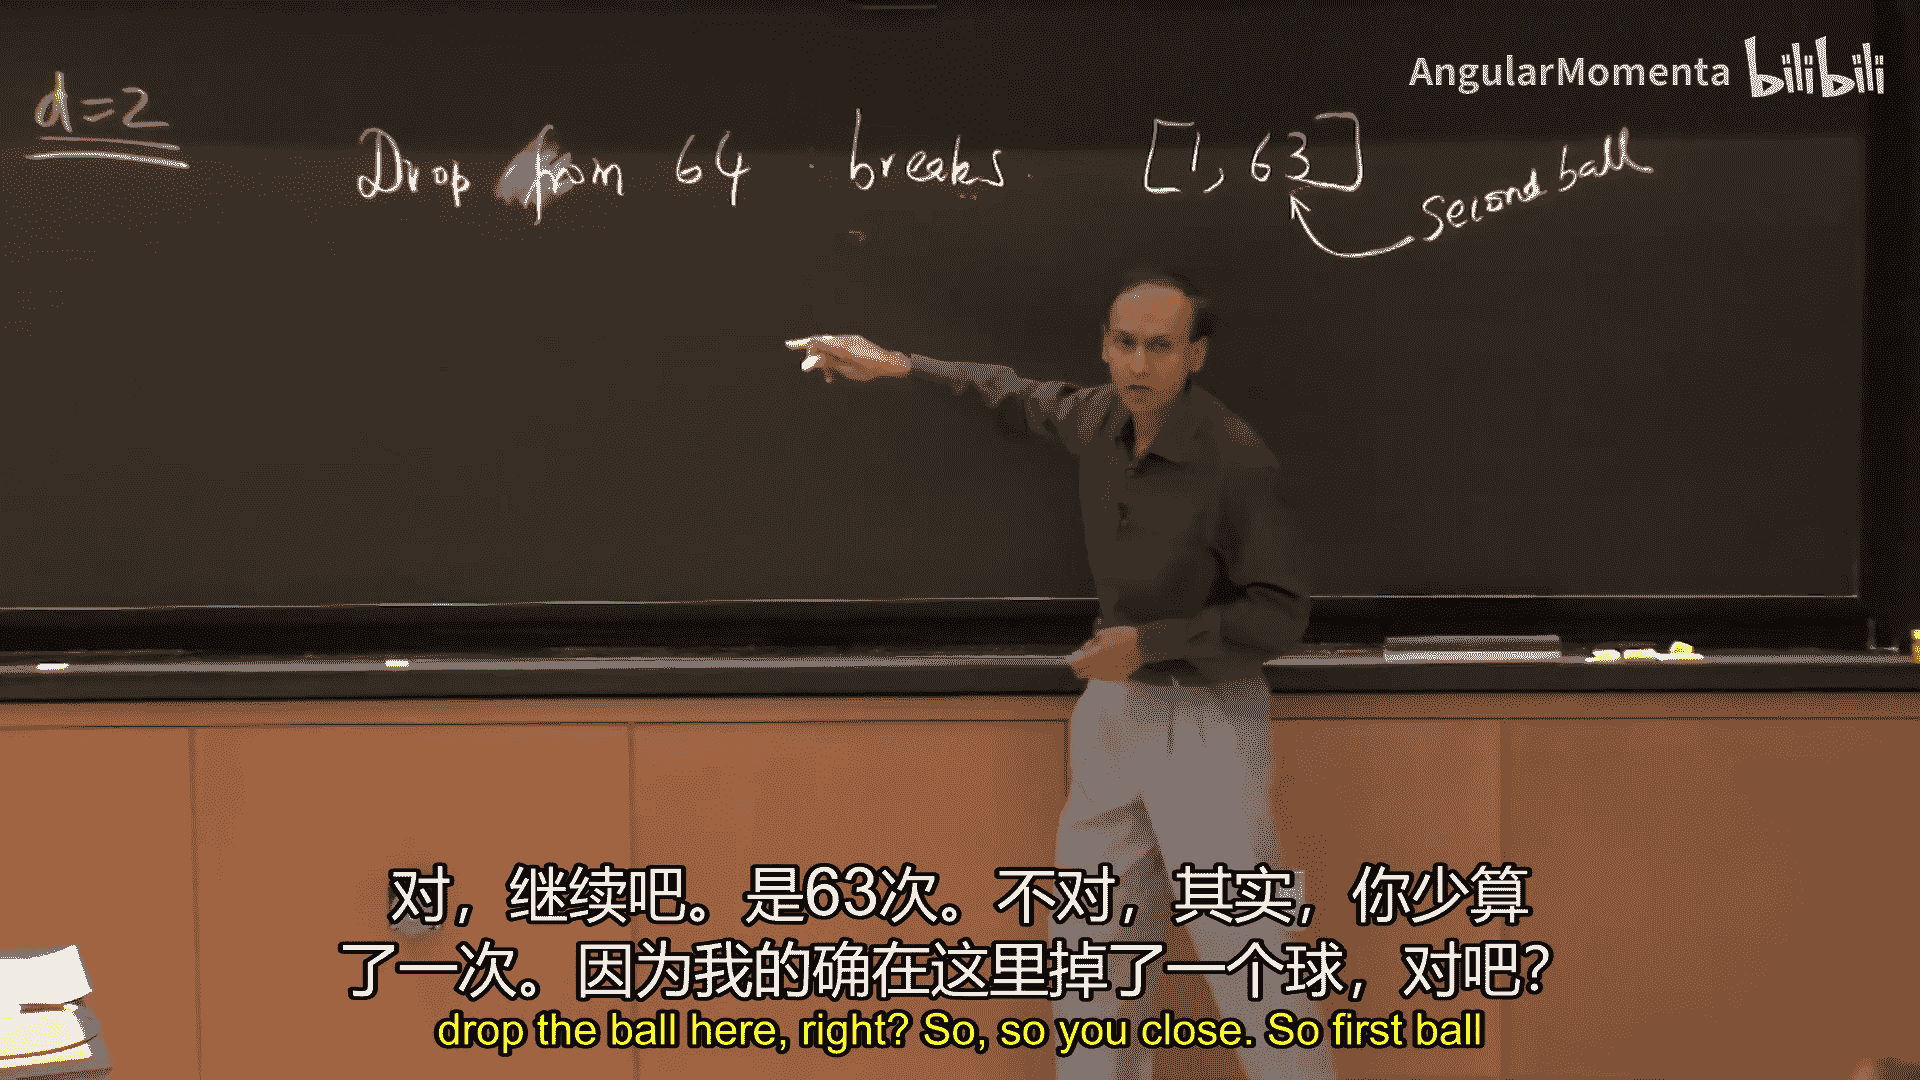 AngularMomenta bilibili
d=2
Drop from 64 breaks [1, 63]
Second ball
对，继续吧。是63次。不对，其实，你少算
了一次。因为我的确在这里掉了一个球，对吧？
drop the ball here, right? So, so you close. So first ball